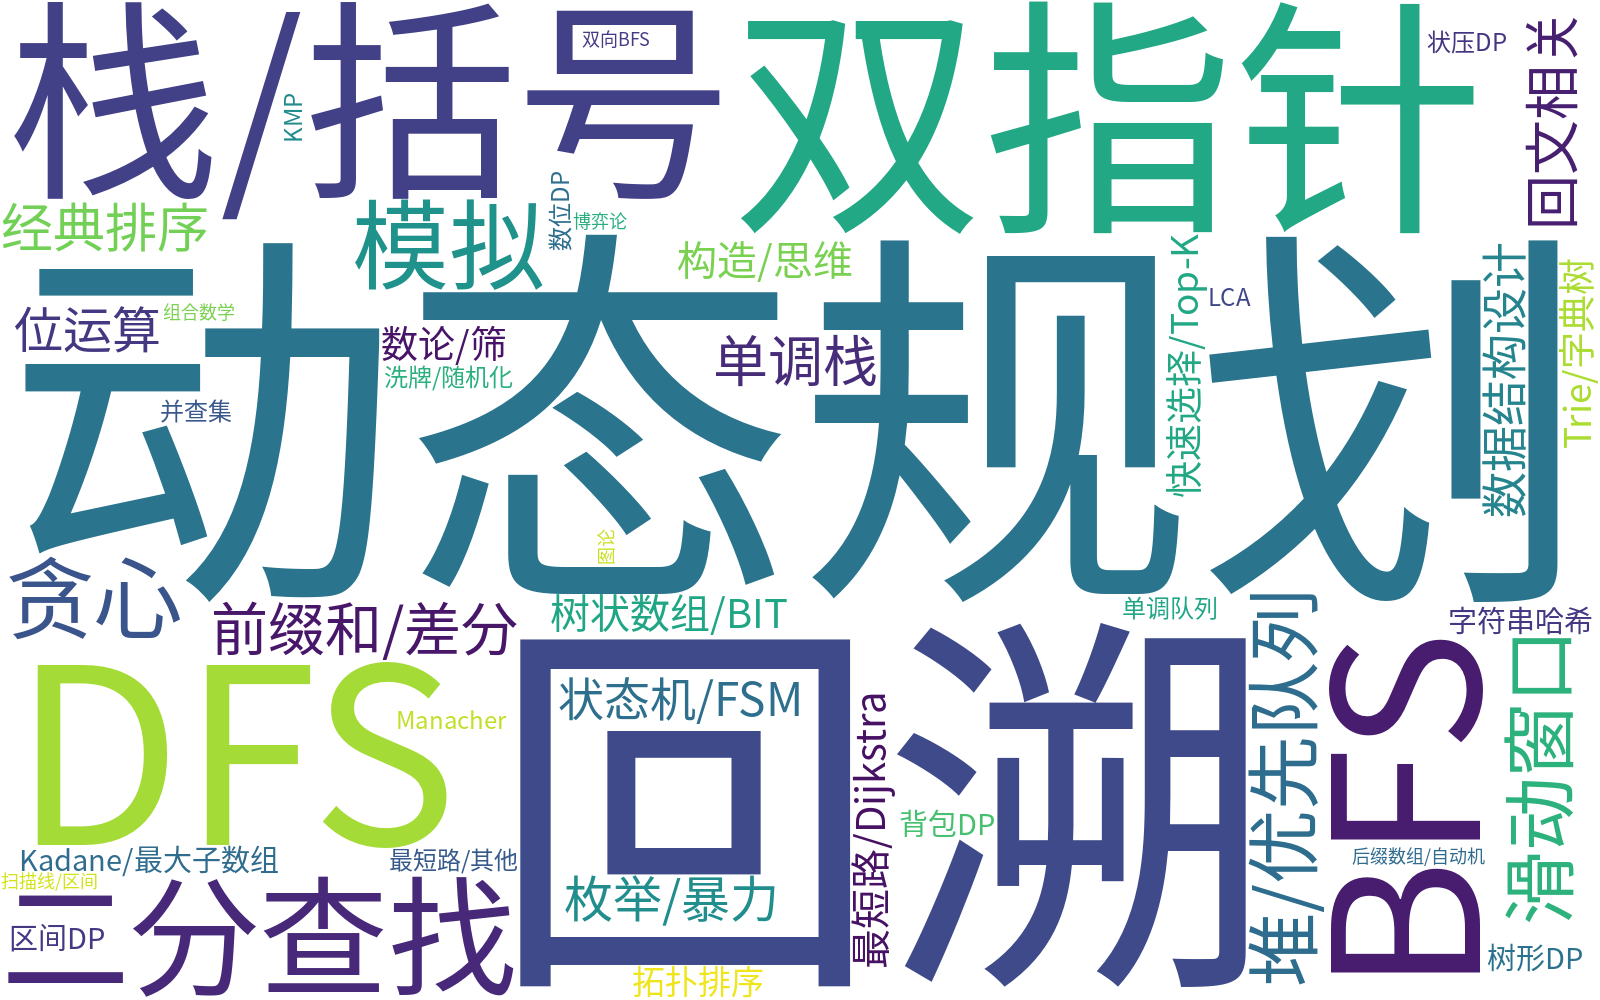 栈/括号
双向BFS
KMP
双指针
状压DP
回文相关
经典排序
模拟
数位DP
博弈论
构造/思维
动态规划
位运算
组合数学
数论/筛
洗牌/随机化
单调栈
并查集
快速选择/Top-K
LCA
数据结构设计
Trie/字典树
图论
贪心
前缀和/差分
树状数组/BIT
单调队列
堆/优先队列
字符串哈希
DFS
Manacher
回溯
状态机/FSM
最短路/Dijkstra
背包DP
BFS
滑动窗口
Kadane/最大子数组
最短路/其他
后缀数组/自动机
扫描线/区间
二分查找
枚举/暴力
区间DP
树形DP
拓扑排序